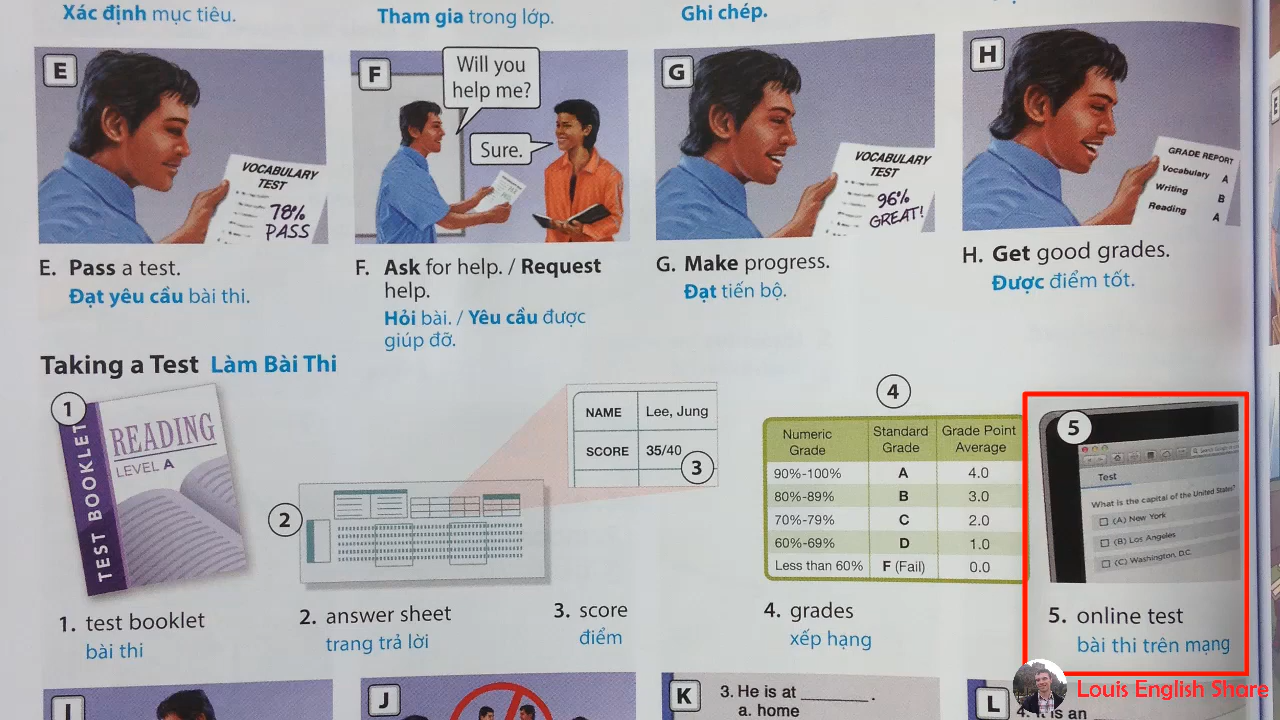 Xác định mục tiêu.
Tham gia trong lớp.
Ghi chép.
E
VOCABULARY
TEST
78%
PASS
F
Will you
help me?
Sure.
G
VOCABULARY
TEST
96%
GREAT!
H
GRADE REPORT
Vocabulary A
Writing B
Reading A
E. Pass a test.
Đạt yêu cầu bài thi.
F. Ask for help. / Request
help.
Hỏi bài. / Yêu cầu được
giúp đỡ.
G. Make progress.
Đạt tiến bộ.
H. Get good grades.
Được điểm tốt.
Taking a Test Làm Bài Thi
1
TEST BOOKLET
READING
LEVEL A
2
NAME Lee, Jung
SCORE 35/40
3
4
Numeric Grade Standard Grade Grade Point Average
90%-100% A 4.0
80%-89% B 3.0
70%-79% C 2.0
60%-69% D 1.0
Less than 60% F (Fail) 0.0
5
Test
What is the capital of the United States?
(A) New York
(B) Los Angeles
(C) Washington, D.C.
1. test booklet
bài thi
2. answer sheet
trang trả lời
3. score
điểm
4. grades
xếp hạng
5. online test
bài thi trên mạng
I
J
K
3. He is at ______.
a. home
L
4. It is an
Louis English Share